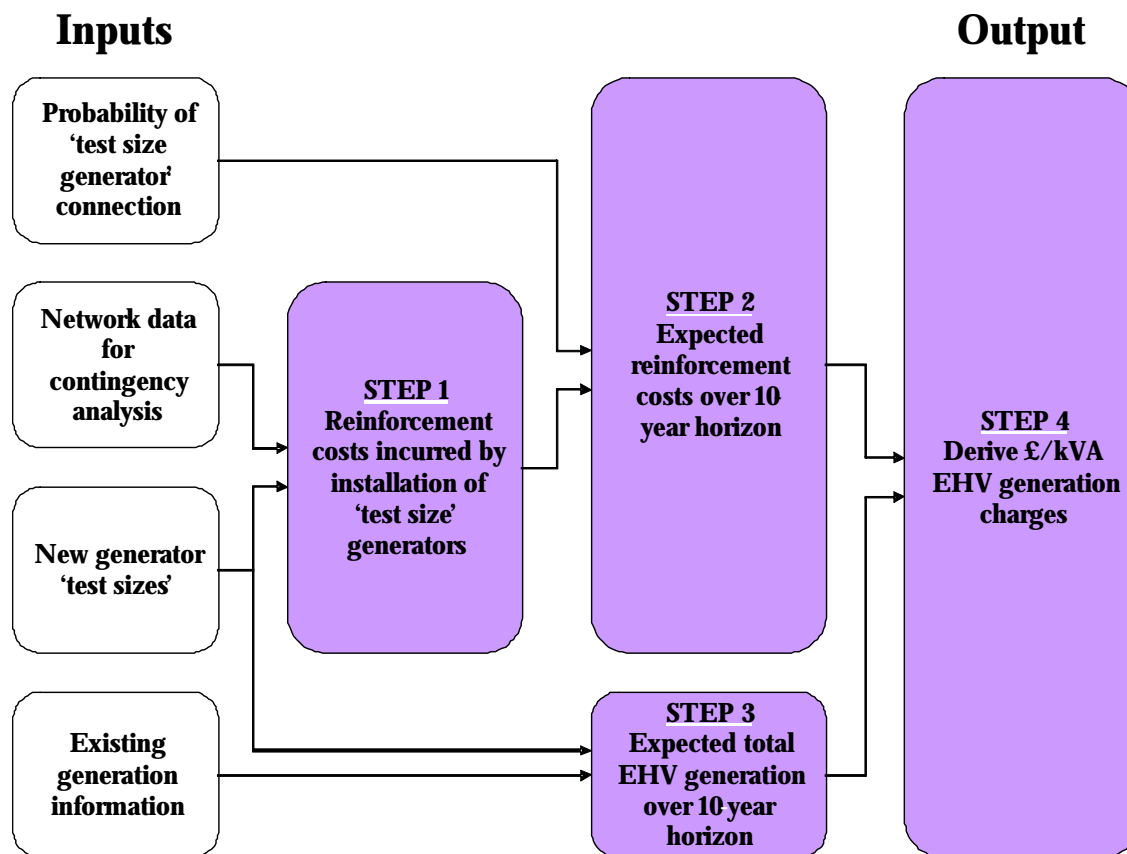 Inputs
Output
Probability of
‘test size
generator’
connection
Network data
for
contingency
analysis
New generator
‘test sizes’
Existing
generation
information
STEP 1
Reinforcement
costs incurred by
installation of
‘test size’
generators
STEP 2
Expected
reinforcement
costs over 10-
year horizon
STEP 3
Expected total
EHV generation
over 10-year
horizon
STEP 4
Derive £/kVA
EHV generation
charges